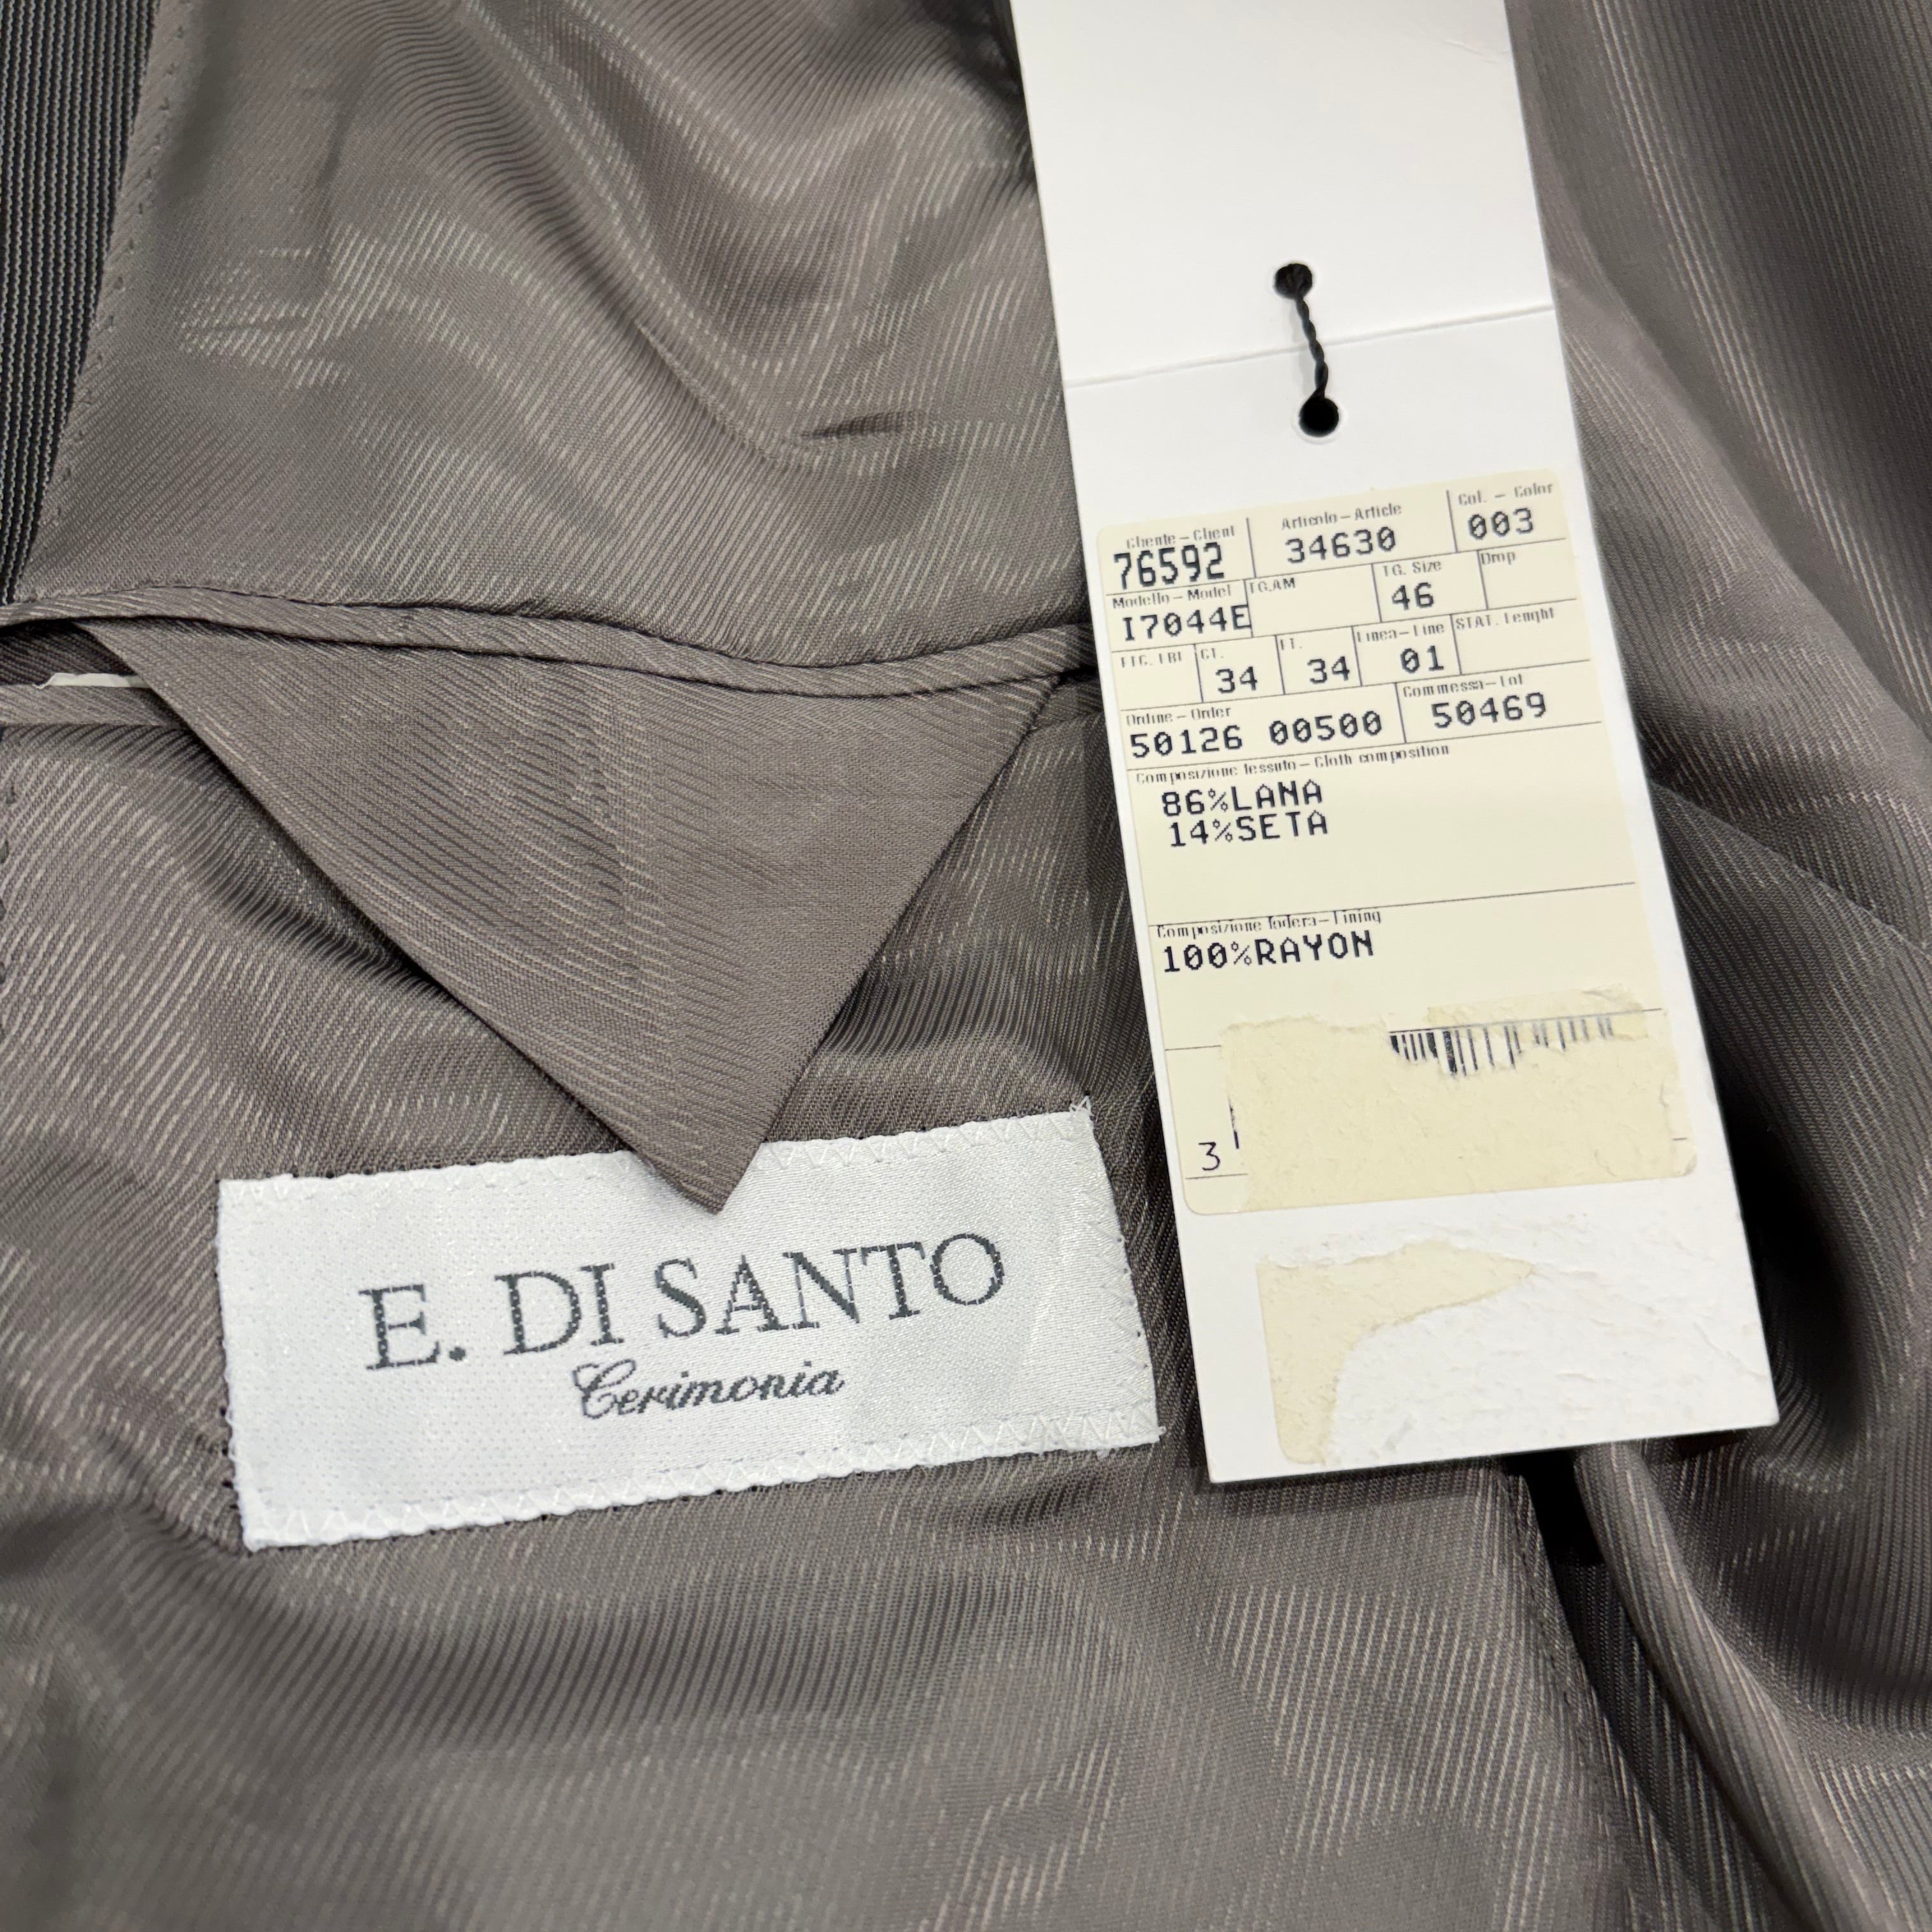 Cliente – Client Articolo – Article Col. – Color
76592 34630 003
Modello – Model TG.AM TG. Size Drop
I7044E 46
GI. Linea – Line STAT. Lenght
34 34 01
Ordine – Order Commessa – Lot
50126 00500 50469
Composizione tessuto – Cloth composition
86%LANA
14%SETA
Composizione fodera – Lining
100%RAYON
3
E. DI SANTO
Cerimonia